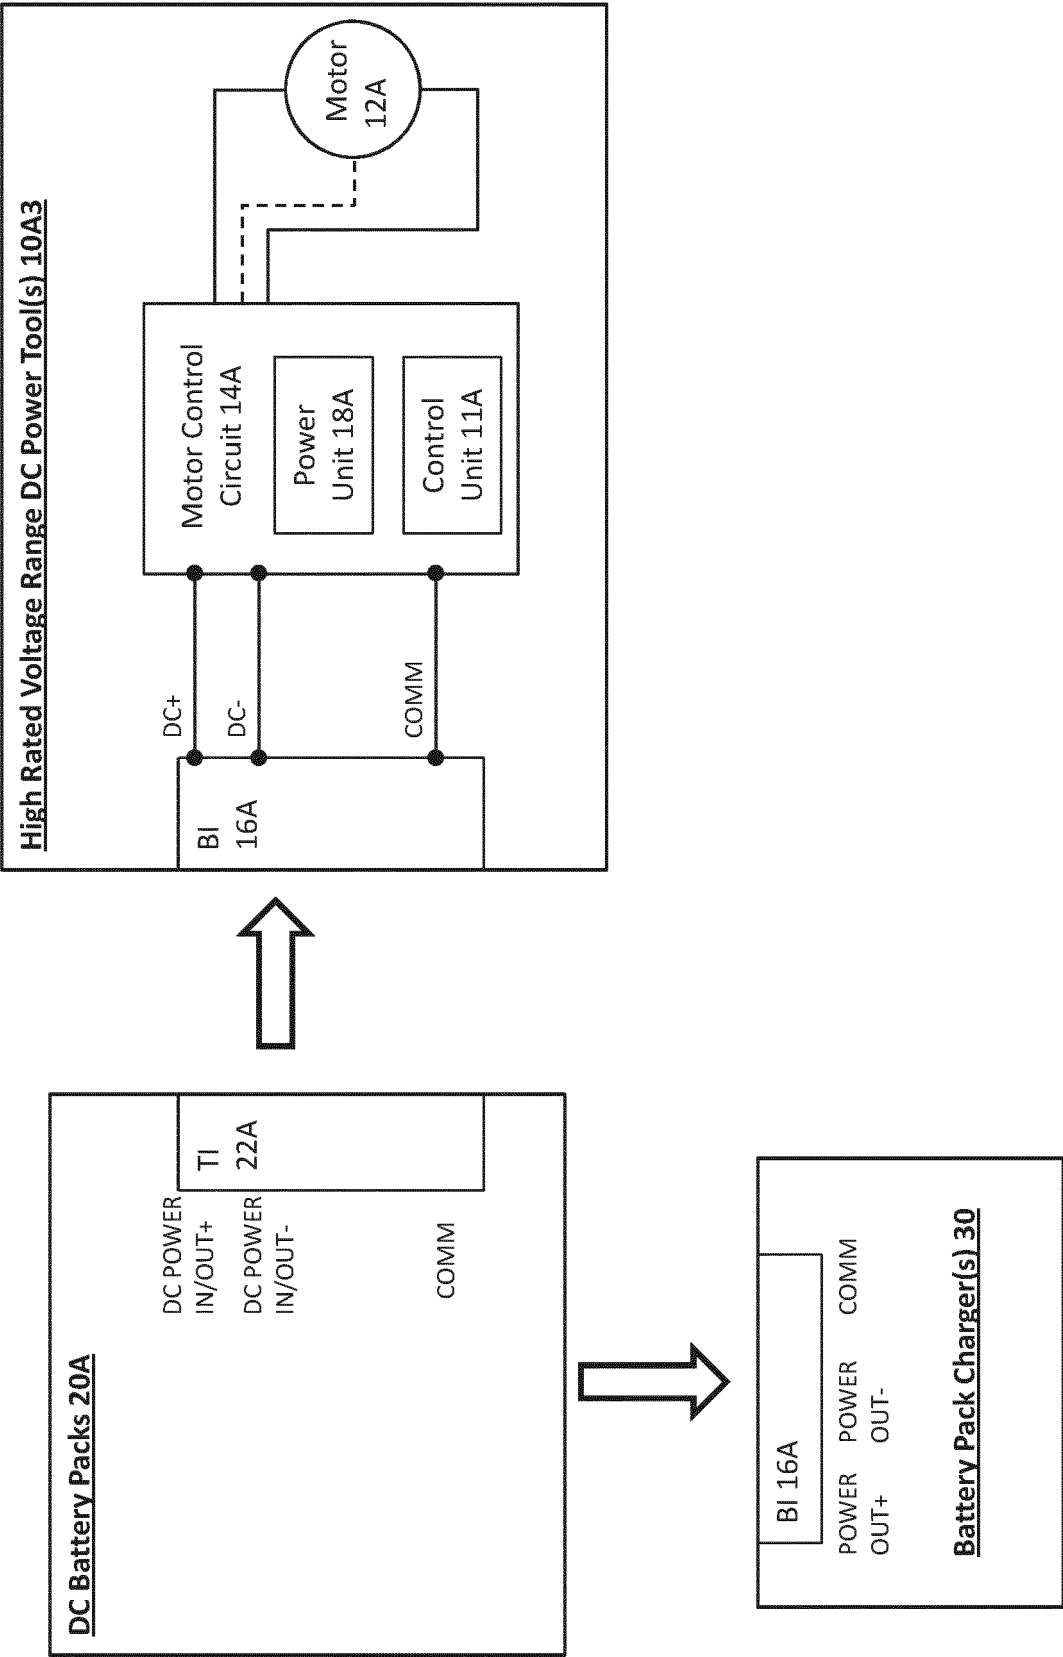 High Rated Voltage Range DC Power Tool(s) 10A3
Motor
12A
Motor Control
Circuit 14A
Power
Unit 18A
Control
Unit 11A
DC+
DC-
COMM
BI
16A
DC Battery Packs 20A
TI
22A
DC POWER
IN/OUT+
DC POWER
IN/OUT-
COMM
BI 16A
POWER
OUT+
POWER
OUT-
COMM
Battery Pack Charger(s) 30